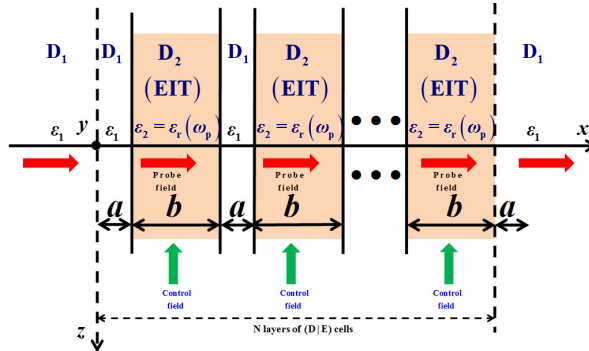 D1 D1 D2 D1 D2 D2 D1
(EIT) (EIT) (EIT)
y ε1 ε1 ε2 = εr(ωp) ε1 ε2 = εr(ωp) ε2 = εr(ωp) ε1 x
Probe field Probe field Probe field
a b a b b a
Control field Control field Control field
N layers of (D|E) cells
z